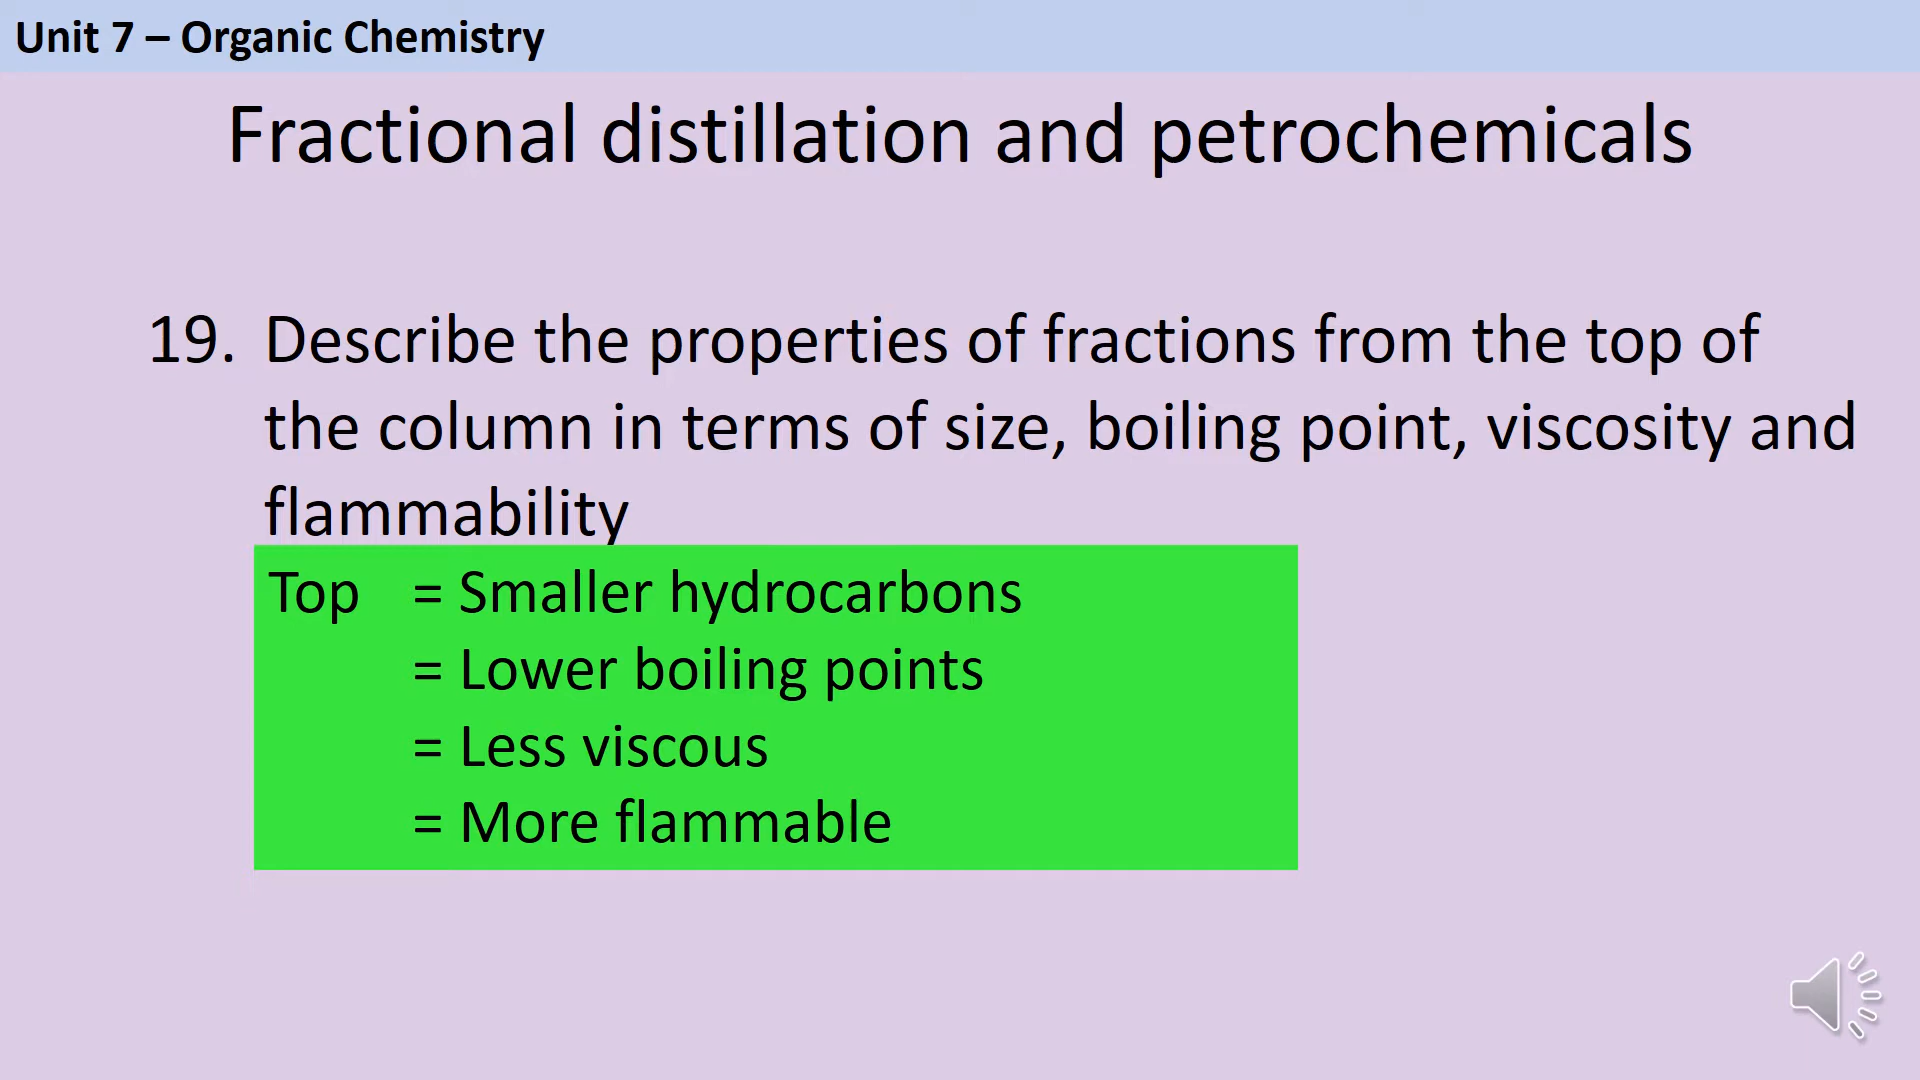 Unit 7 – Organic Chemistry
Fractional distillation and petrochemicals
19. Describe the properties of fractions from the top of
the column in terms of size, boiling point, viscosity and
flammability
Top = Smaller hydrocarbons
= Lower boiling points
= Less viscous
= More flammable